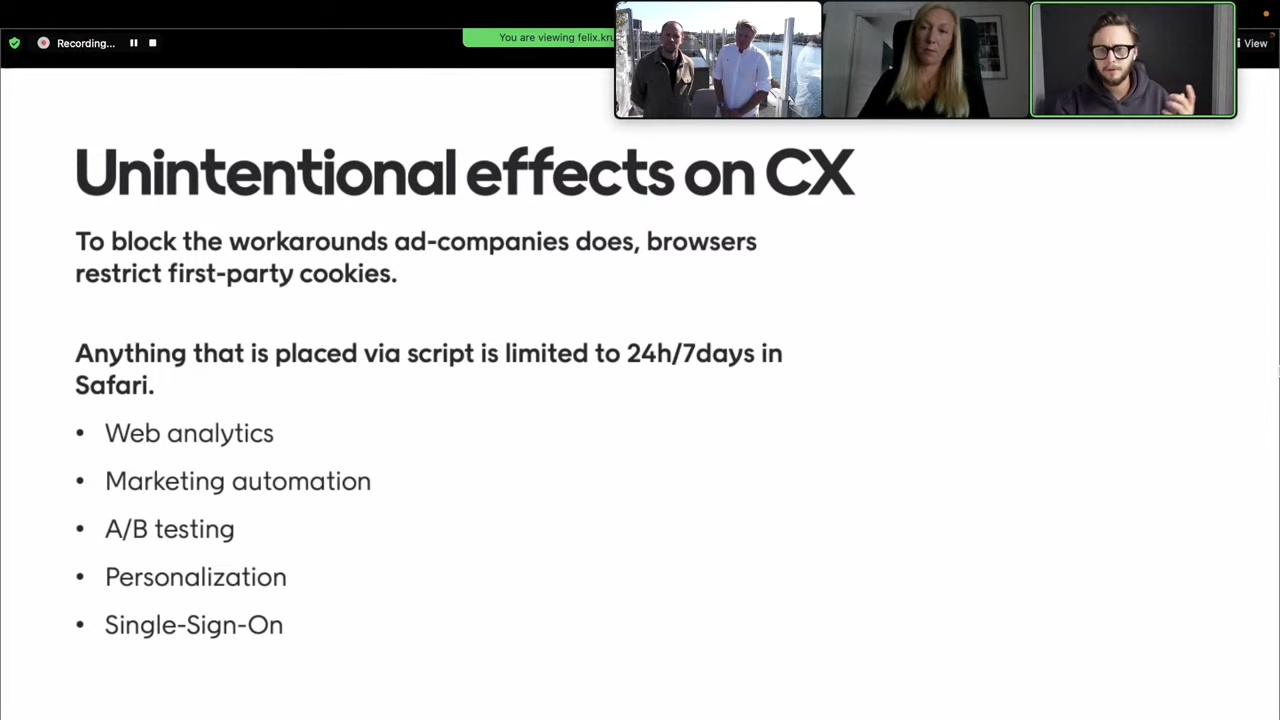 Recording...
You are viewing felix.kru
View
Unintentional effects on CX
To block the workarounds ad-companies does, browsers
restrict first-party cookies.
Anything that is placed via script is limited to 24h/7days in
Safari.
• Web analytics
• Marketing automation
• A/B testing
• Personalization
• Single-Sign-On